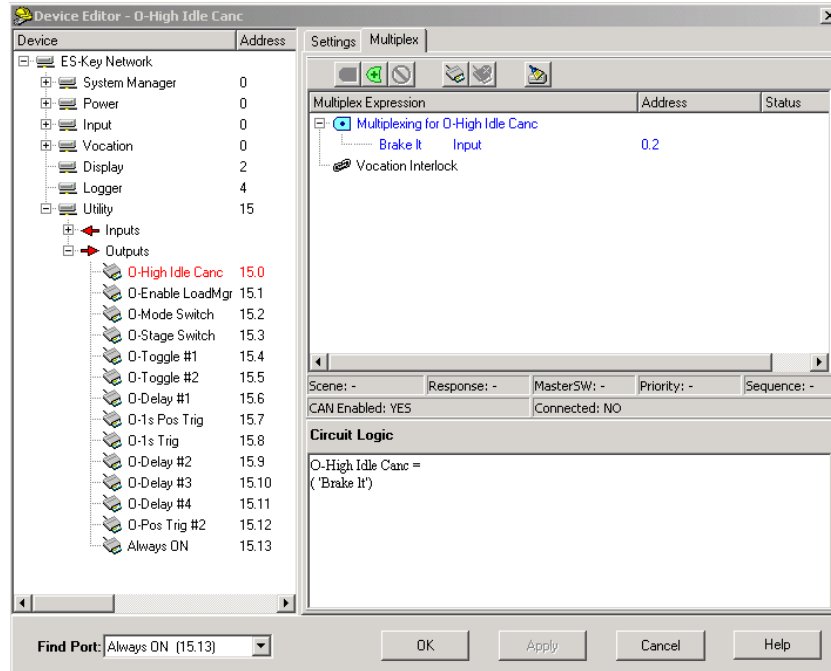 Device Editor - O-High Idle Canc
Device Address
ES-Key Network
System Manager 0
Power 0
Input 0
Vocation 0
Display 2
Logger 4
Utility 15
Inputs
Outputs
O-High Idle Canc 15.0
O-Enable LoadMgr 15.1
O-Mode Switch 15.2
O-Stage Switch 15.3
O-Toggle #1 15.4
O-Toggle #2 15.5
O-Delay #1 15.6
O-1s Pos Trig 15.7
O-1s Trig 15.8
O-Delay #2 15.9
O-Delay #3 15.10
O-Delay #4 15.11
O-Pos Trig #2 15.12
Always ON 15.13
Settings Multiplex
Multiplex Expression Address Status
Multiplexing for O-High Idle Canc
Brake lt Input 0.2
Vocation Interlock
Scene: - Response: - MasterSW: - Priority: - Sequence: -
CAN Enabled: YES Connected: NO
Circuit Logic
O-High Idle Canc =
( 'Brake lt')
Find Port: Always ON (15.13)
OK Apply Cancel Help